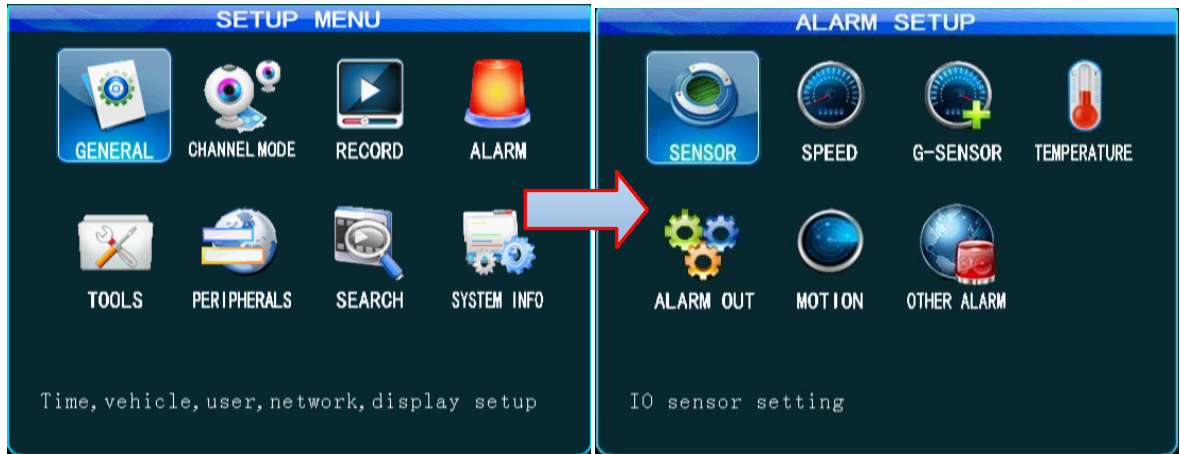 SETUP MENU
GENERAL CHANNEL MODE RECORD ALARM
TOOLS PERIPHERALS SEARCH SYSTEM INFO
Time, vehicle, user, network, display setup
ALARM SETUP
SENSOR SPEED G-SENSOR TEMPERATURE
ALARM OUT MOTION OTHER ALARM
IO sensor setting